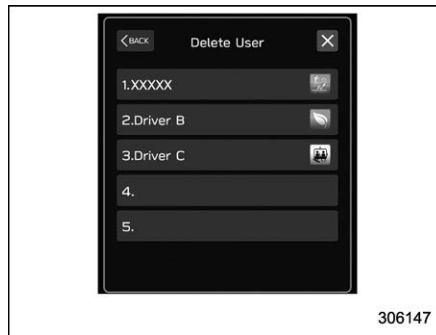 BACK Delete User
1.XXXXX
2.Driver B
3.Driver C
4.
5.
306147